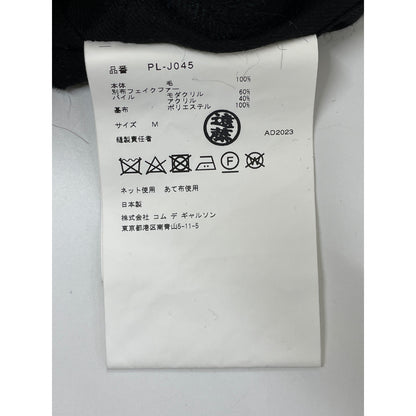 品番 PL-J045
本体 毛 100%
別布フェイクファー
パイル モダクリル 60%
アクリル 40%
基布 ポリエステル 100%
サイズ M
縫製責任者 遠藤 AD2023
ネット使用 あて布使用
日本製
株式会社 コム デ ギャルソン
東京都港区南青山5-11-5